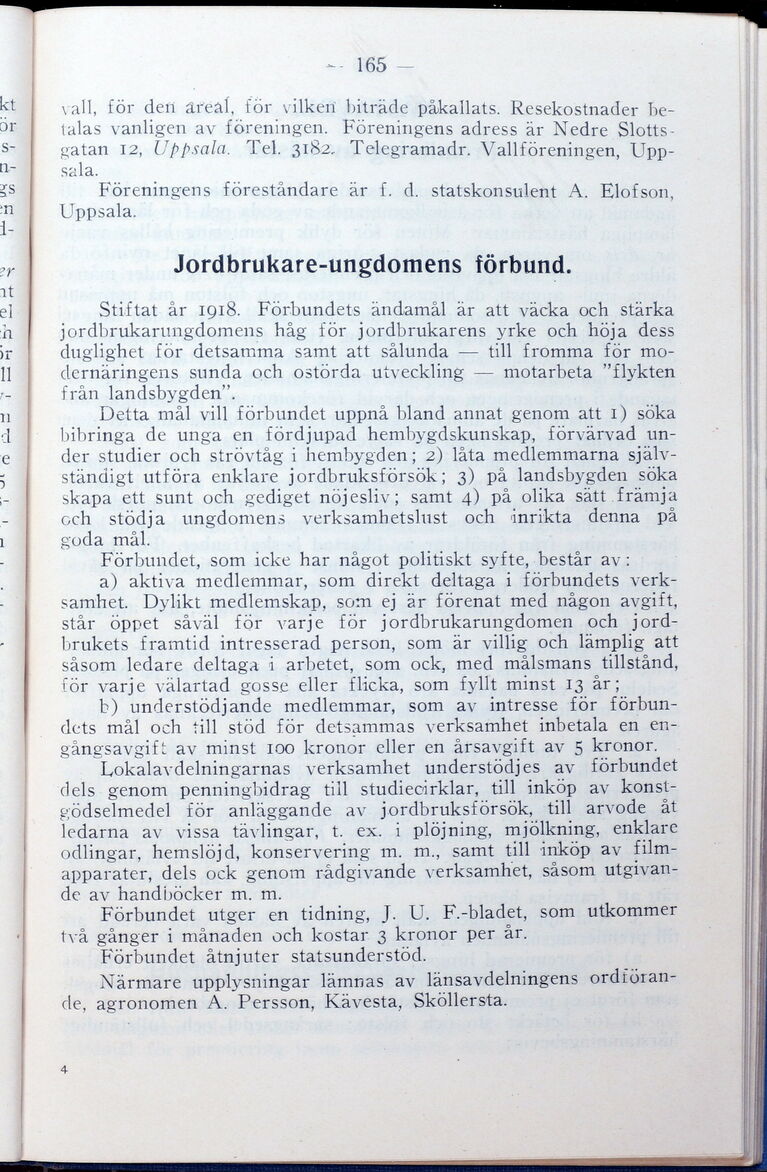 — 165 —
vall, för den areal, för vilken biträde påkallats. Resekostnader be-
talas vanligen av föreningen. Föreningens adress är Nedre Slotts-
gatan 12, Uppsala. Tel. 3182. Telegramadr. Vallföreningen, Upp-
sala.
Föreningens föreståndare är f. d. statskonsulent A. Elofson,
Uppsala.
Jordbrukare-ungdomens förbund.
Stiftat år 1918. Förbundets ändamål är att väcka och stärka
jordbrukarungdomens håg för jordbrukarens yrke och höja dess
duglighet för detsamma samt att sålunda — till fromma för mo-
dernäringens sunda och ostörda utveckling — motarbeta ”flykten
från landsbygden”.
Detta mål vill förbundet uppnå bland annat genom att 1) söka
bibringa de unga en fördjupad hembygdskunskap, förvärvad un-
der studier och strövtåg i hembygden; 2) låta medlemmarna själv-
ständigt utföra enklare jordbruksförsök; 3) på landsbygden söka
skapa ett sunt och gediget nöjesliv; samt 4) på olika sätt främja
och stödja ungdomens verksamhetslust och inrikta denna på
goda mål.
Förbundet, som icke har något politiskt syfte, består av:
a) aktiva medlemmar, som direkt deltaga i förbundets verk-
samhet. Dylikt medlemskap, som ej är förenat med någon avgift,
står öppet såväl för varje för jordbrukarungdomen och jord-
brukets framtid intresserad person, som är villig och lämplig att
såsom ledare deltaga i arbetet, som ock, med målsmans tillstånd,
för varje välartad gosse eller flicka, som fyllt minst 13 år;
b) understödjande medlemmar, som av intresse för förbun-
dets mål och till stöd för detsammas verksamhet inbetala en en-
gångsavgift av minst 100 kronor eller en årsavgift av 5 kronor.
Lokalavdelningarnas verksamhet understödjes av förbundet
dels genom penningbidrag till studiecirklar, till inköp av konst-
gödselmedel för anläggande av jordbruksförsök, till arvode åt
ledarna av vissa tävlingar, t. ex. i plöjning, mjölkning, enklare
odlingar, hemslöjd, konservering m. m., samt till inköp av film-
apparater, dels ock genom rådgivande verksamhet, såsom utgivan-
de av handböcker m. m.
Förbundet utger en tidning, J. U. F.-bladet, som utkommer
två gånger i månaden och kostar 3 kronor per år.
Förbundet åtnjuter statsunderstöd.
Närmare upplysningar lämnas av länsavdelningens ordföran-
de, agronomen A. Persson, Kävesta, Sköllersta.
4